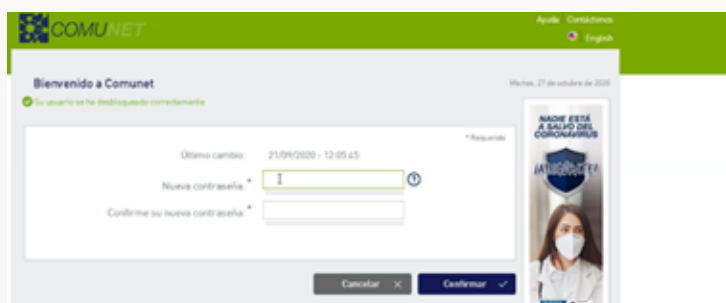 COMUNET
Ayuda Contáctenos
English
Bienvenido a Comunet
Martes, 27 de octubre de 2020
Su usuario se ha desbloqueado correctamente
* Requerido
Último cambio: 21/09/2020 - 12:05:45
Nueva contraseña: *
Confirme su nueva contraseña: *
Cancelar
Confirmar
NADIE ESTÁ
A SALVO DEL
CORONAVIRUS